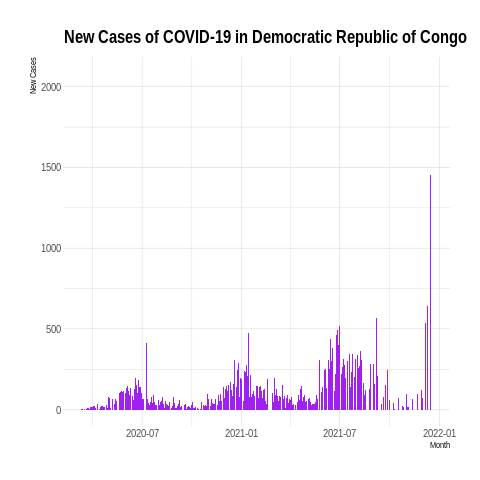 New Cases of COVID-19 in Democratic Republic of Congo
New Cases
2000
1500
1000
500
0
2020-07 2021-01 2021-07 2022-01
Month